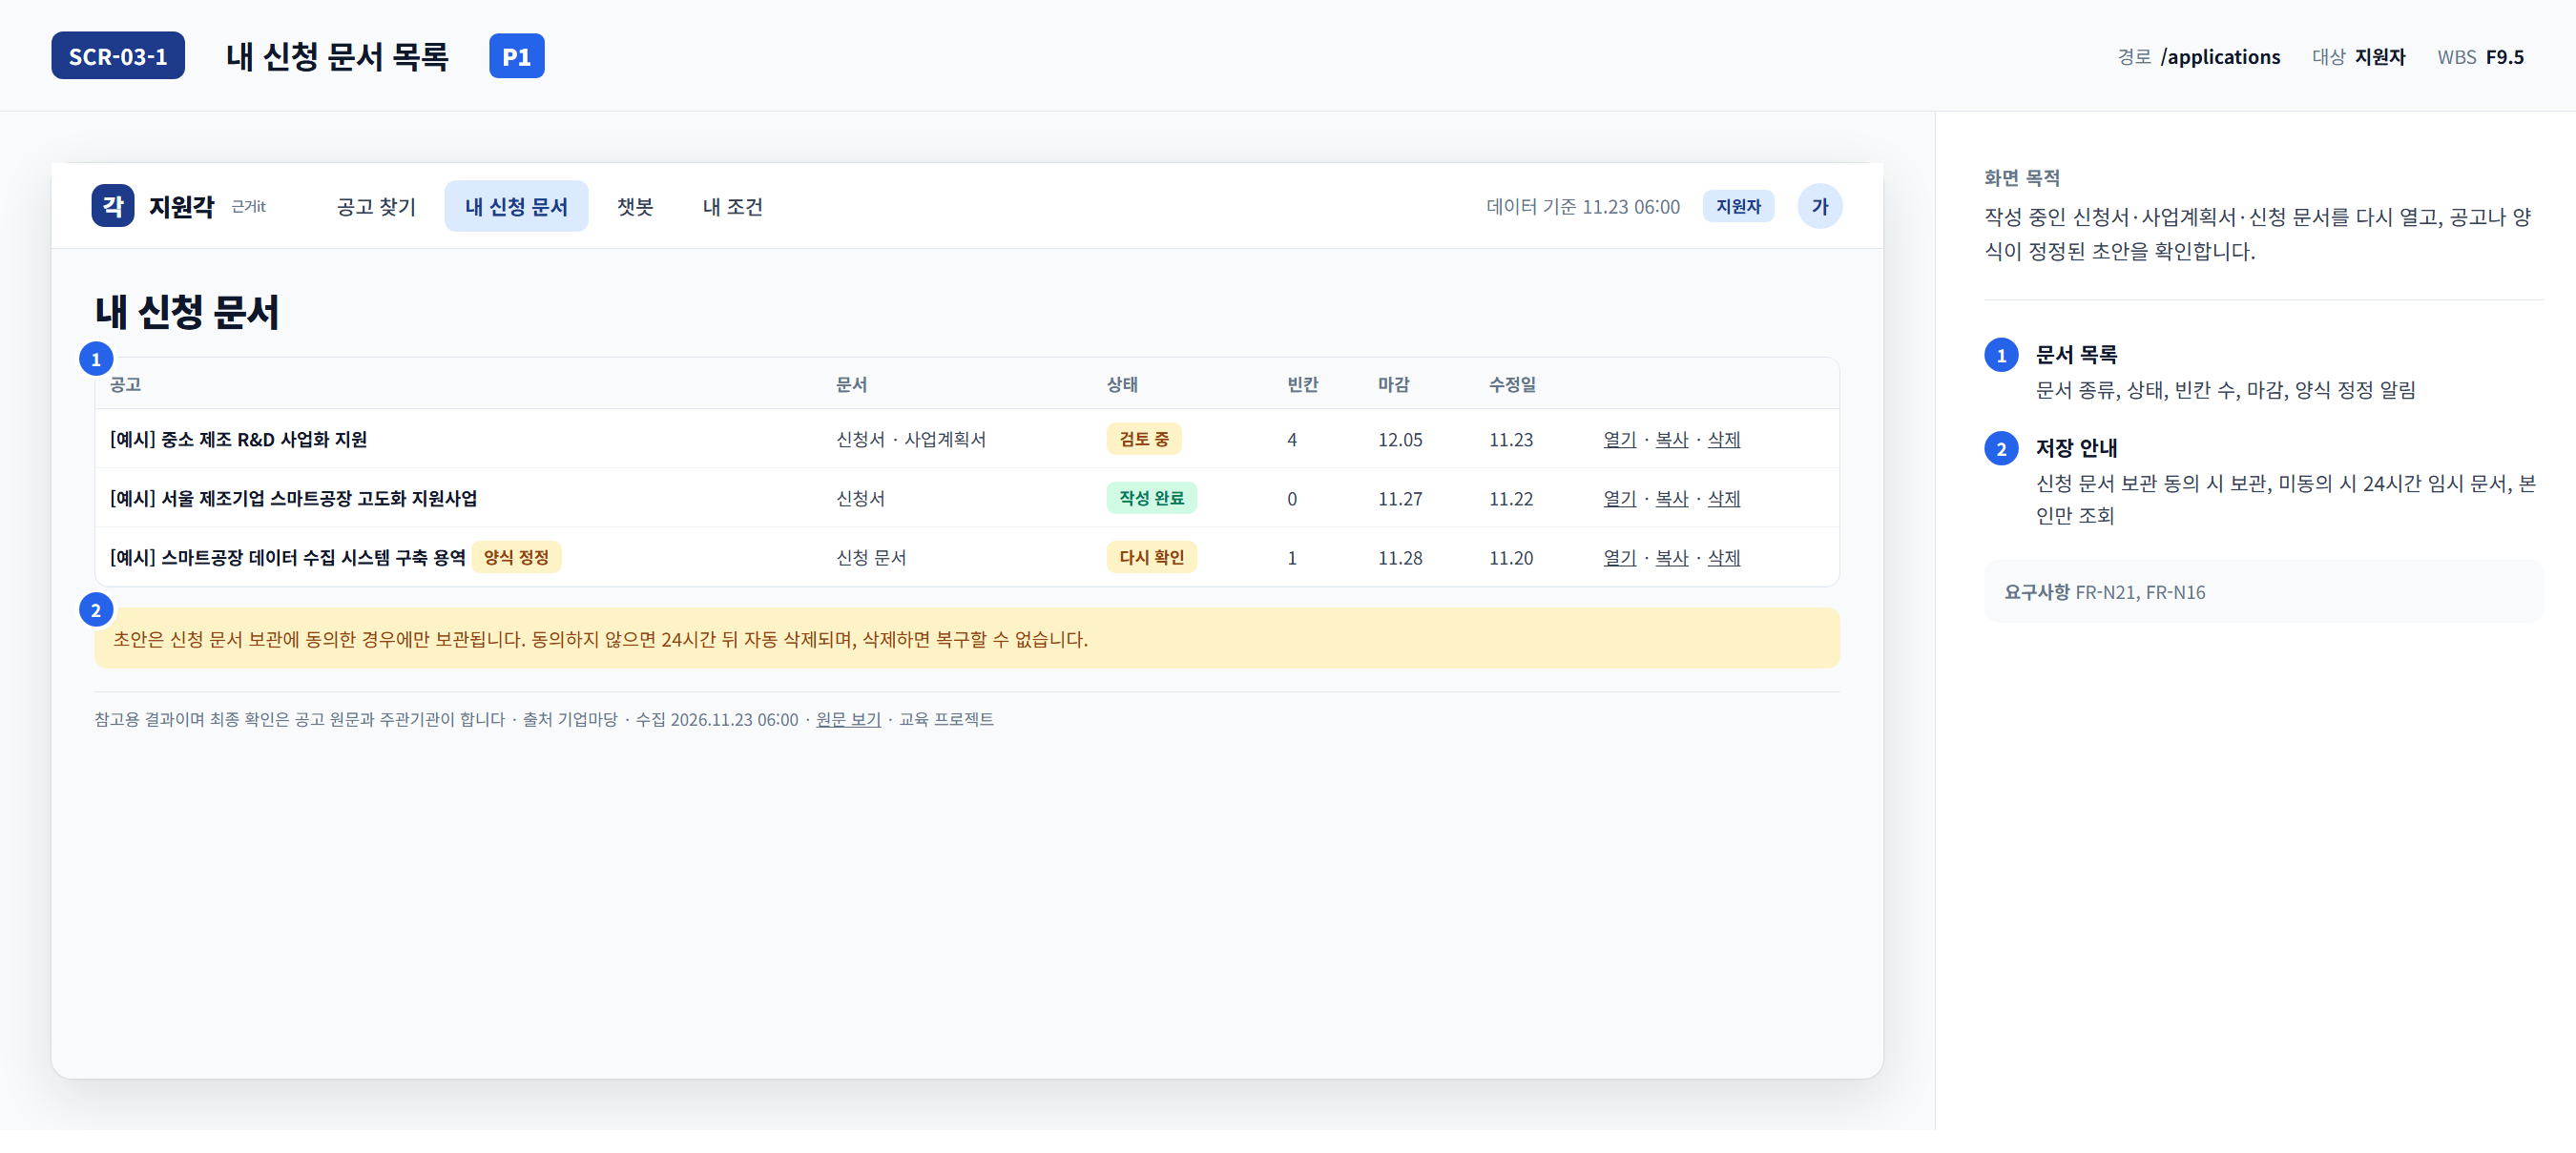 SCR-03-1 내 신청 문서 목록 P1 경로 /applications 대상 지원자 WBS F9.5
각 지원각 근거it 공고 찾기 내 신청 문서 챗봇 내 조건 데이터 기준 11.23 06:00 지원자 가
내 신청 문서
1
공고 문서 상태 빈칸 마감 수정일
[예시] 중소 제조 R&D 사업화 지원 신청서 · 사업계획서 검토 중 4 12.05 11.23 열기 · 복사 · 삭제
[예시] 서울 제조기업 스마트공장 고도화 지원사업 신청서 작성 완료 0 11.27 11.22 열기 · 복사 · 삭제
[예시] 스마트공장 데이터 수집 시스템 구축 용역 양식 정정 신청 문서 다시 확인 1 11.28 11.20 열기 · 복사 · 삭제
2
초안은 신청 문서 보관에 동의한 경우에만 보관됩니다. 동의하지 않으면 24시간 뒤 자동 삭제되며, 삭제하면 복구할 수 없습니다.
참고용 결과이며 최종 확인은 공고 원문과 주관기관이 합니다 · 출처 기업마당 · 수집 2026.11.23 06:00 · 원문 보기 · 교육 프로젝트
화면 목적
작성 중인 신청서·사업계획서·신청 문서를 다시 열고, 공고나 양
식이 정정된 초안을 확인합니다.
1 문서 목록
문서 종류, 상태, 빈칸 수, 마감, 양식 정정 알림
2 저장 안내
신청 문서 보관 동의 시 보관, 미동의 시 24시간 임시 문서, 본
인만 조회
요구사항 FR-N21, FR-N16